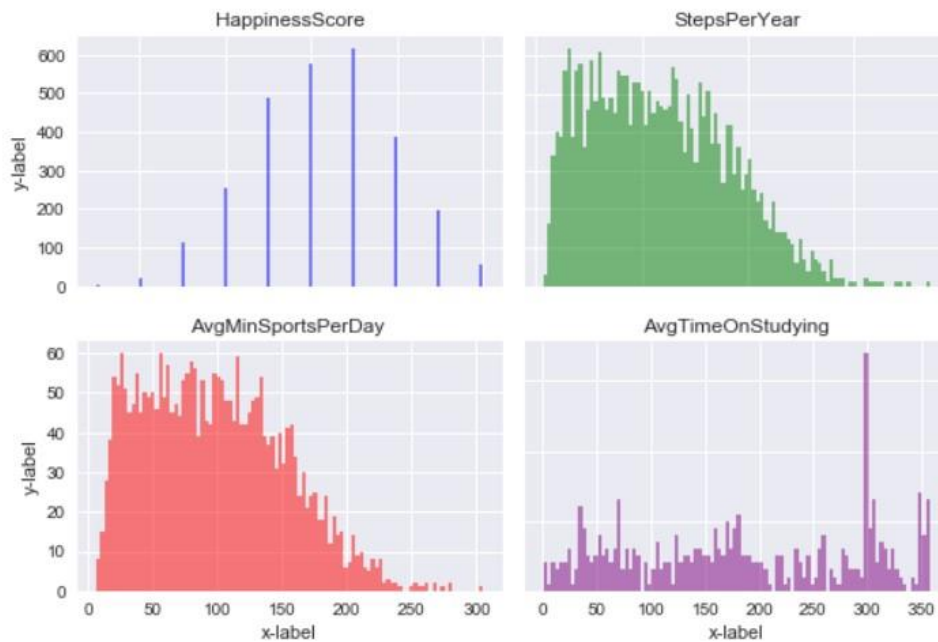 HappinessScore
StepsPerYear
y-label
600
500
400
300
200
100
0
AvgMinSportsPerDay
AvgTimeOnStudying
y-label
60
50
40
30
20
10
0
0 50 100 150 200 250 300
0 50 100 150 200 250 300 350
x-label
x-label